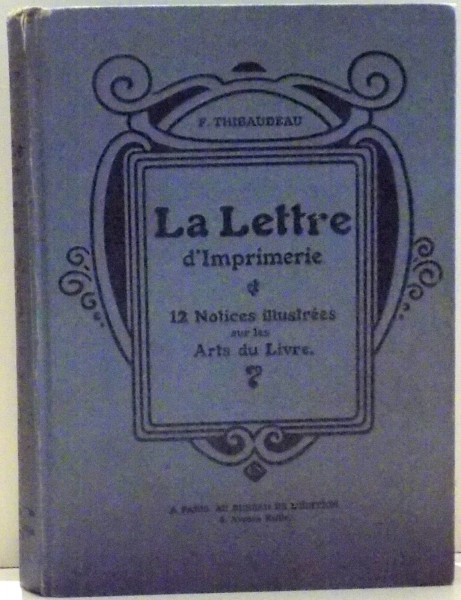 F. THIBAUDEAU
La Lettre
d'Imprimerie
12 Notices illustrées
sur les
Arts du Livre.
A PARIS, AU BUREAU DE L'ÉDITION